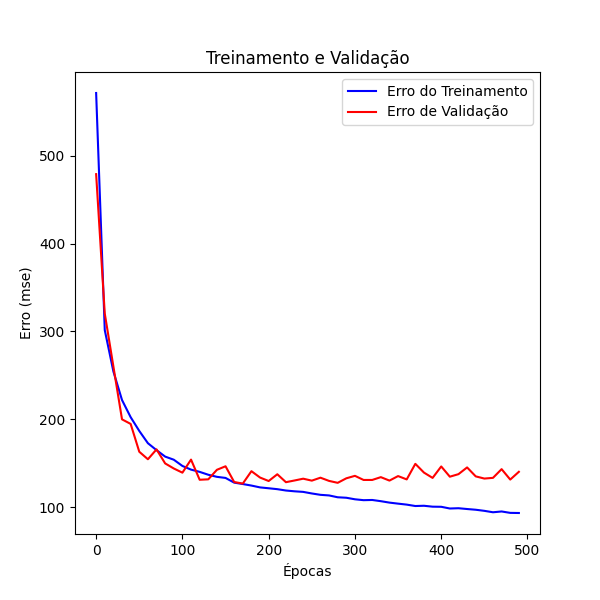 Treinamento e Validação
Erro do Treinamento
Erro de Validação
Erro (mse)
500
400
300
200
100
0 100 200 300 400 500
Épocas